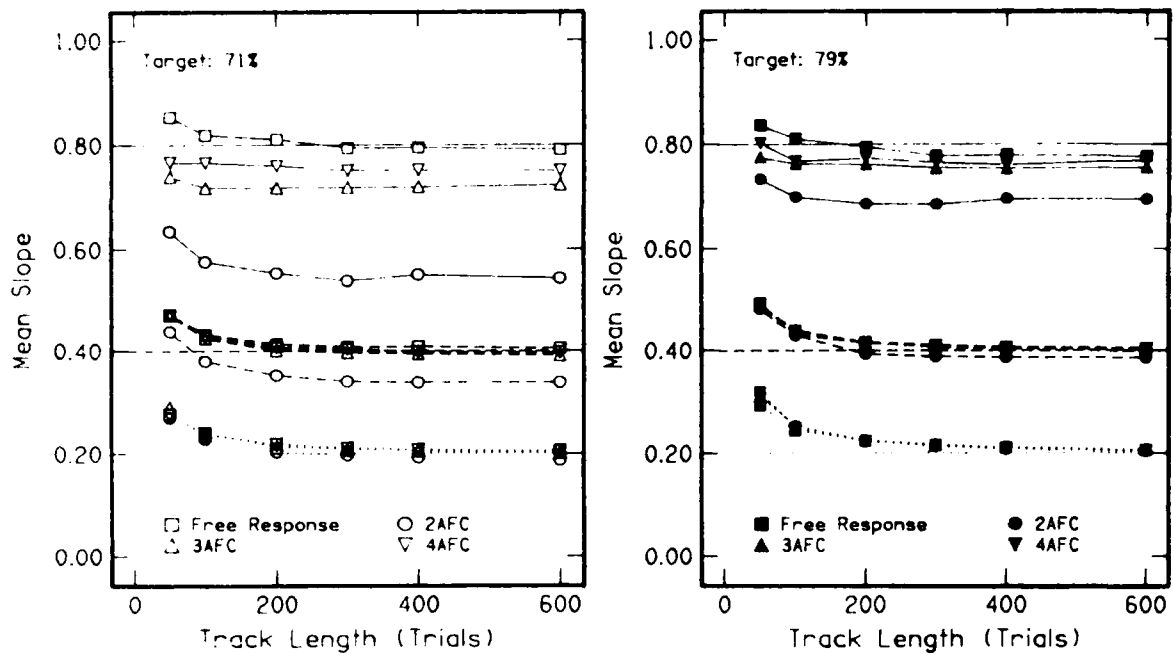 Target: 71%
1.00
0.80
0.60
0.40
0.20
0.00
Mean Slope
Free Response
2AFC
3AFC
4AFC
0
200
400
600
Track Length (Trials)
Target: 79%
1.00
0.80
0.60
0.40
0.20
0.00
Mean Slope
Free Response
2AFC
3AFC
4AFC
0
200
400
600
Track Length (Trials)